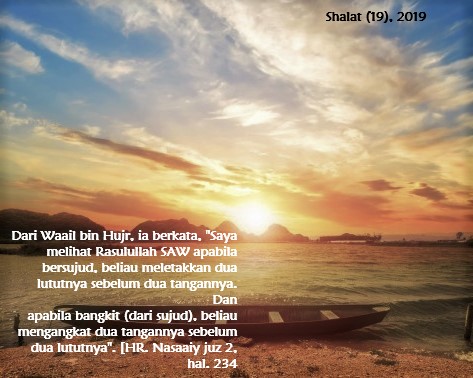 Shalat (19), 2019
Dari Waail bin Hujr, ia berkata, "Saya
melihat Rasulullah SAW apabila
bersujud, beliau meletakkan dua
lututnya sebelum dua tangannya.
Dan
apabila bangkit (dari sujud), beliau
mengangkat dua tangannya sebelum
dua lututnya". [HR. Nasaaiy juz 2,
hal. 234